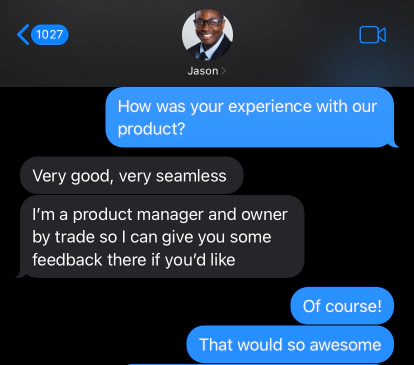 1027
Jason
How was your experience with our
product?
Very good, very seamless
I'm a product manager and owner
by trade so I can give you some
feedback there if you'd like
Of course!
That would so awesome